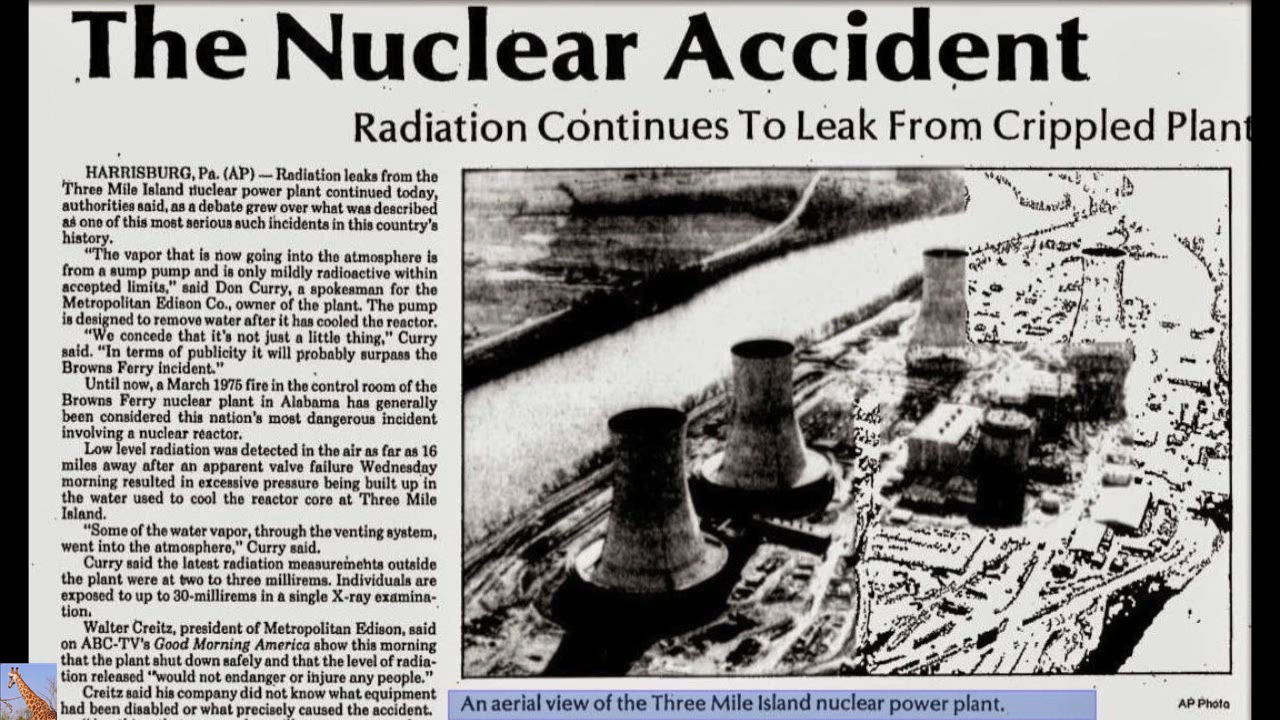 The Nuclear Accident
Radiation Continues To Leak From Crippled Plant
HARRISBURG, Pa. (AP) — Radiation leaks from the
Three Mile Island nuclear power plant continued today,
authorities said, as a debate grew over what was described
as one of this most serious such incidents in this country's
history.
"The vapor that is now going into the atmosphere is
from a sump pump and is only mildly radioactive within
accepted limits," said Don Curry, a spokesman for the
Metropolitan Edison Co., owner of the plant. The pump
is designed to remove water after it has cooled the reactor.
"We concede that it's not just a little thing," Curry
said. "In terms of publicity it will probably surpass the
Browns Ferry incident."
Until now, a March 1975 fire in the control room of the
Browns Ferry nuclear plant in Alabama has generally
been considered this nation's most dangerous incident
involving a nuclear reactor.
Low level radiation was detected in the air as far as 16
miles away after an apparent valve failure Wednesday
morning resulted in excessive pressure being built up in
the water used to cool the reactor core at Three Mile
Island.
"Some of the water vapor, through the venting system,
went into the atmosphere," Curry said.
Curry said the latest radiation measurements outside
the plant were at two to three millirems. Individuals are
exposed to up to 30-millirems in a single X-ray examina-
tion.
Walter Creitz, president of Metropolitan Edison, said
on ABC-TV's Good Morning America show this morning
that the plant shut down safely and that the level of radia-
tion released "would not endanger or injure any people."
Creitz said his company did not know what equipment
had been disabled or what precisely caused the accident.
An aerial view of the Three Mile Island nuclear power plant.
AP Photo